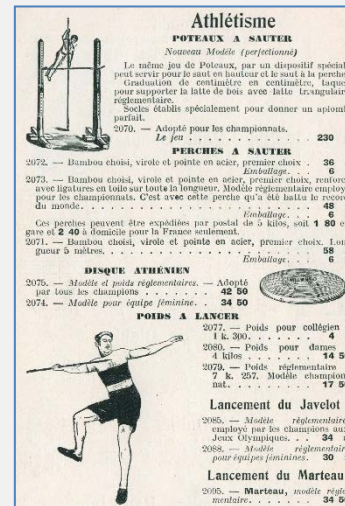 Athlétisme
POTEAUX A SAUTER
Nouveau Modèle (perfectionné)
Le même jeu de Poteaux, par un dispositif spécial
peut servir pour le saut en hauteur et le saut à la perche
Graduation de centimètre en centimètre, taque
pour supporter la latte de bois avec latte triangulaire
réglementaire.
Socles établis spécialement pour donner un aplomb
parfait.
2070. — Adopté pour les championnats.
Le jeu . . . . . . . . . . . . 230
PERCHES A SAUTER
2072. — Bambou choisi, virole et pointe en acier, premier choix . 36
Emballage. . 6
2073. — Bambou choisi, virole et pointe en acier, premier choix, renforc
avec ligatures en toile sur toute la longueur. Modèle réglementaire employ
pour les championnats. C'est avec cette perche qu'a été battu le record
du monde. . . . . . . . . . . . 48
Emballage. . 6
Ces perches peuvent être expédiées par postal de 5 kilos, soit 1 80 e
gare et 2 40 à domicile pour la France seulement.
2071. — Bambou choisi, virole et pointe en acier, premier choix. Lon
gueur 5 mètres. . . . . . . . . . . . 58
Emballage. . 6
DISQUE ATHÉNIEN
2075. — Modèle et poids réglementaires. — Adopté
par tous les champions . . . . . . . 42 50
2074. — Modèle pour équipe féminine. . 34 50
POIDS A LANCER
2077. — Poids pour collégien
1 k. 300. . . . . . . . 4
2080. — Poids pour dames
4 kilos . . . . . . . . 14 50
2079. — Poids réglementaire
7 k. 257. Modèle champion
nat. . . . . . . . . 17 50
Lancement du Javelot
2085. — Modèle réglementaire
employé par les champions aux
Jeux Olympiques. . . 34
2088. — Modèle réglementaire
pour équipes féminines. 30
Lancement du Marteau
2095. — Marteau, modèle régle
mentaire. . . . . . . . 34 50